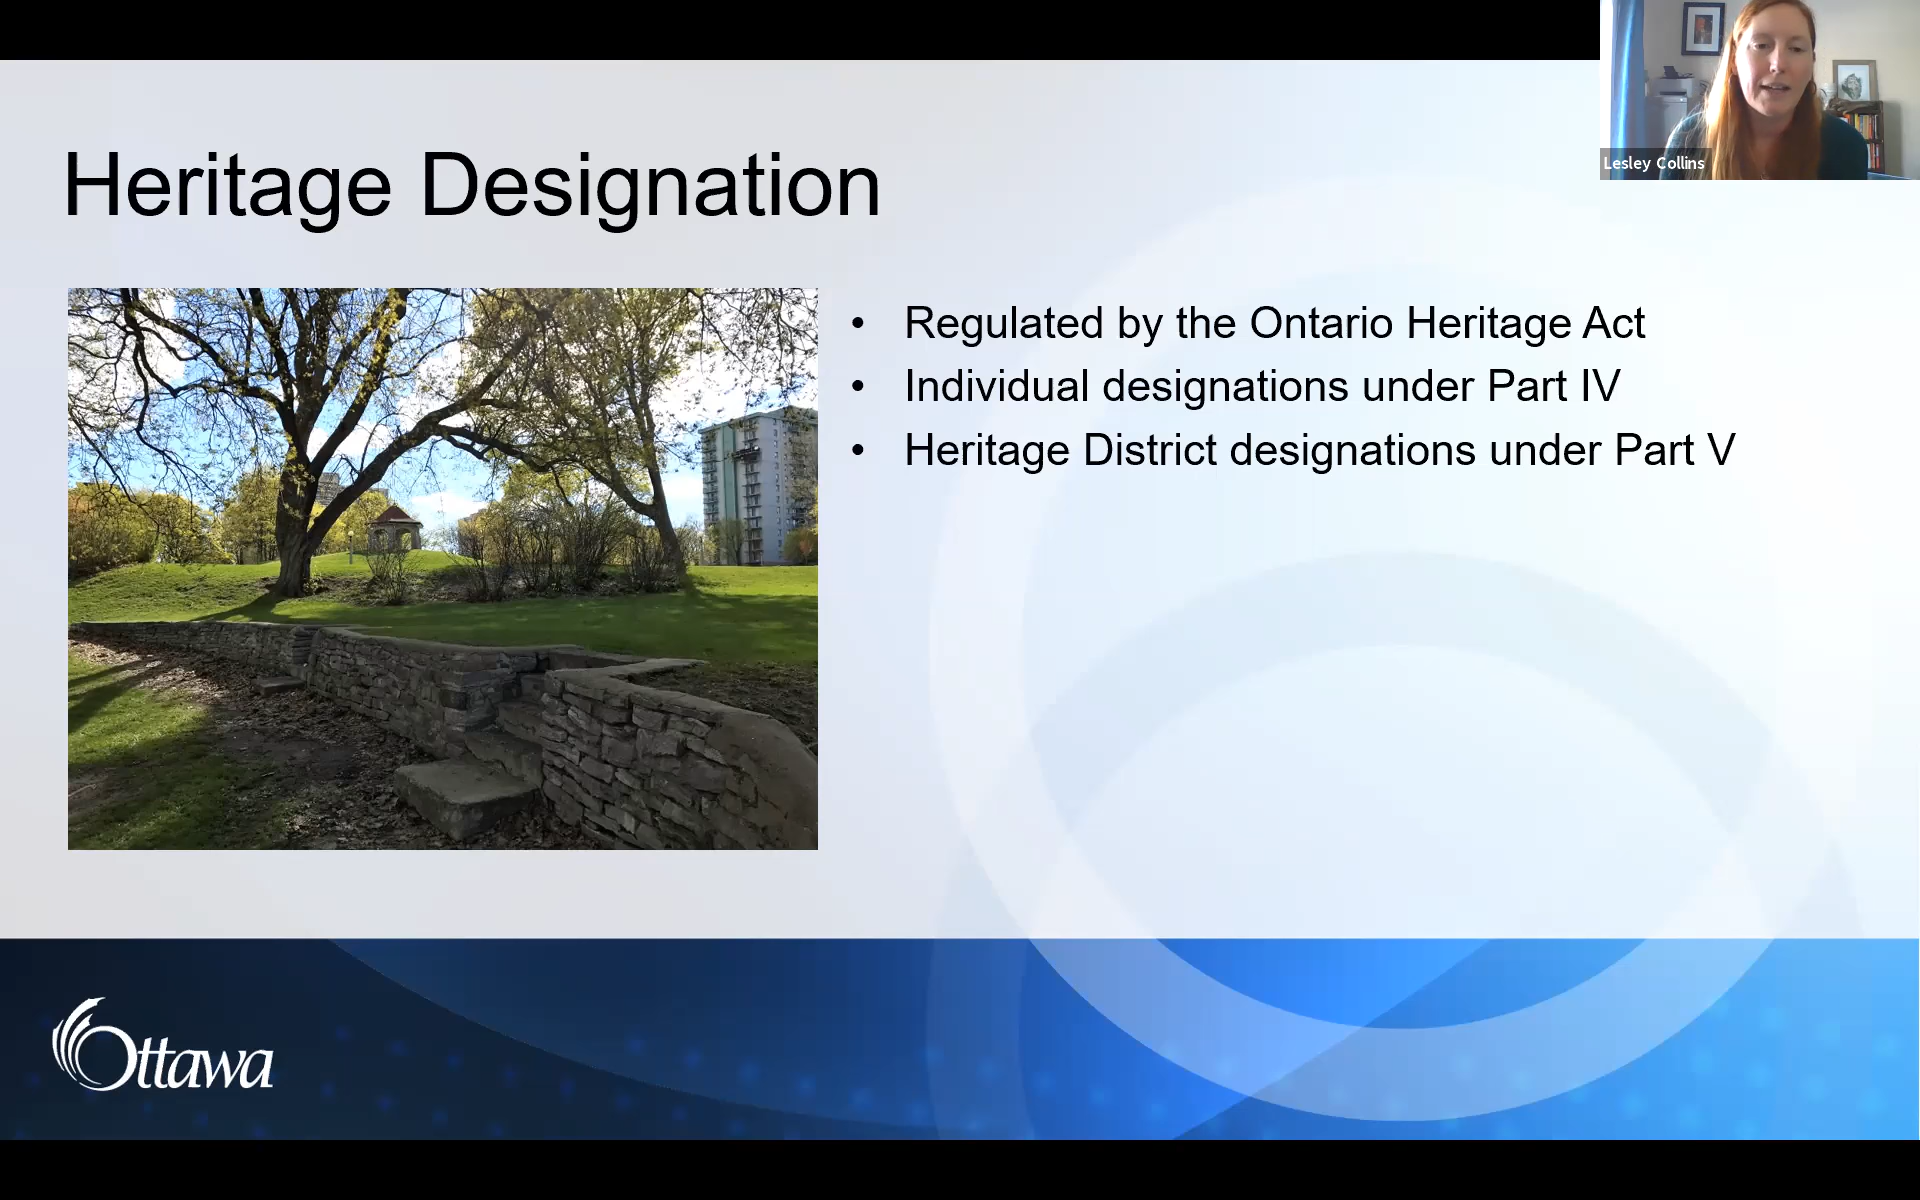 Lesley Collins
Heritage Designation
• Regulated by the Ontario Heritage Act
• Individual designations under Part IV
• Heritage District designations under Part V
Ottawa